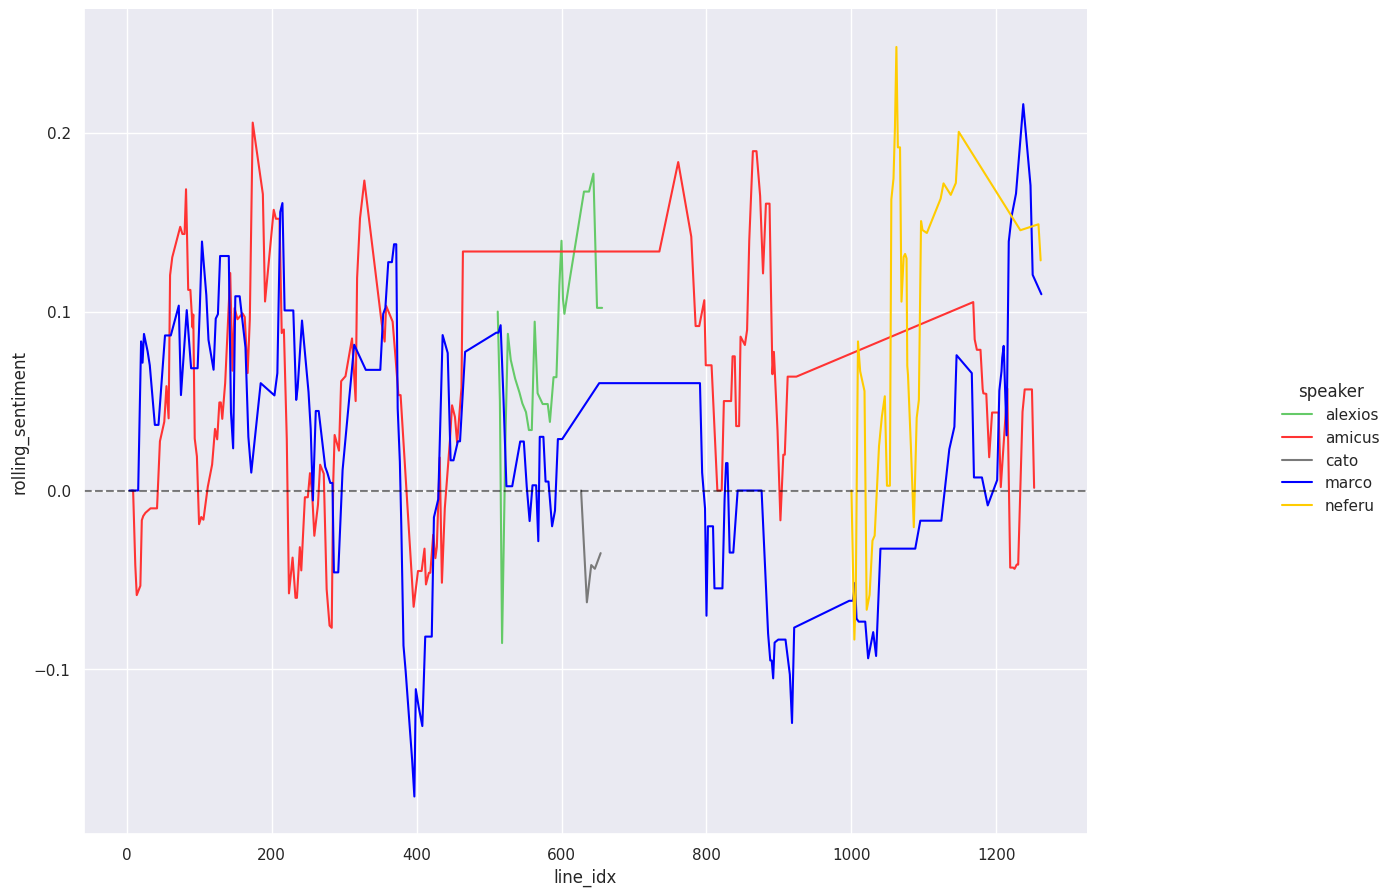 rolling_sentiment
0.2
0.1
0.0
−0.1
0
200
400
600
800
1000
1200
line_idx
speaker
alexios
amicus
cato
marco
neferu